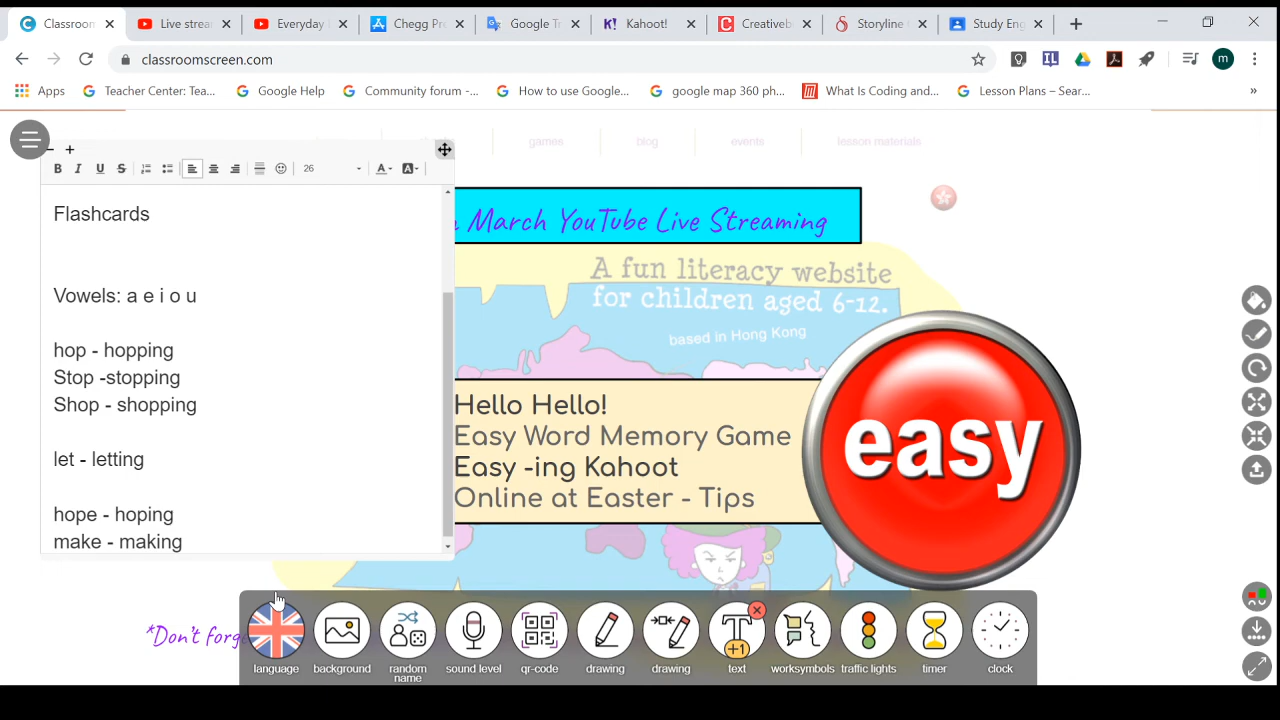 Classroom
Live strea
Everyday
Chegg Pr
Google T
Kahoot!
Creativeb
Storyline
Study Eng
classroomscreen.com
Apps
Teacher Center: Tea...
Google Help
Community forum -...
How to use Google...
google map 360 ph...
What Is Coding and...
Lesson Plans – Sear...
games
blog
events
lesson materials
B I U S 26 A A
Flashcards
March YouTube Live Streaming
A fun literacy website
for children aged 6-12.
based in Hong Kong
Vowels: a e i o u
hop - hopping
Stop -stopping
Shop - shopping
let - letting
hope - hoping
make - making
Hello Hello!
Easy Word Memory Game
Easy -ing Kahoot
Online at Easter - Tips
easy
*Don't forge
+1
language
background
random
name
sound level
qr-code
drawing
drawing
text
worksymbols
traffic lights
timer
clock